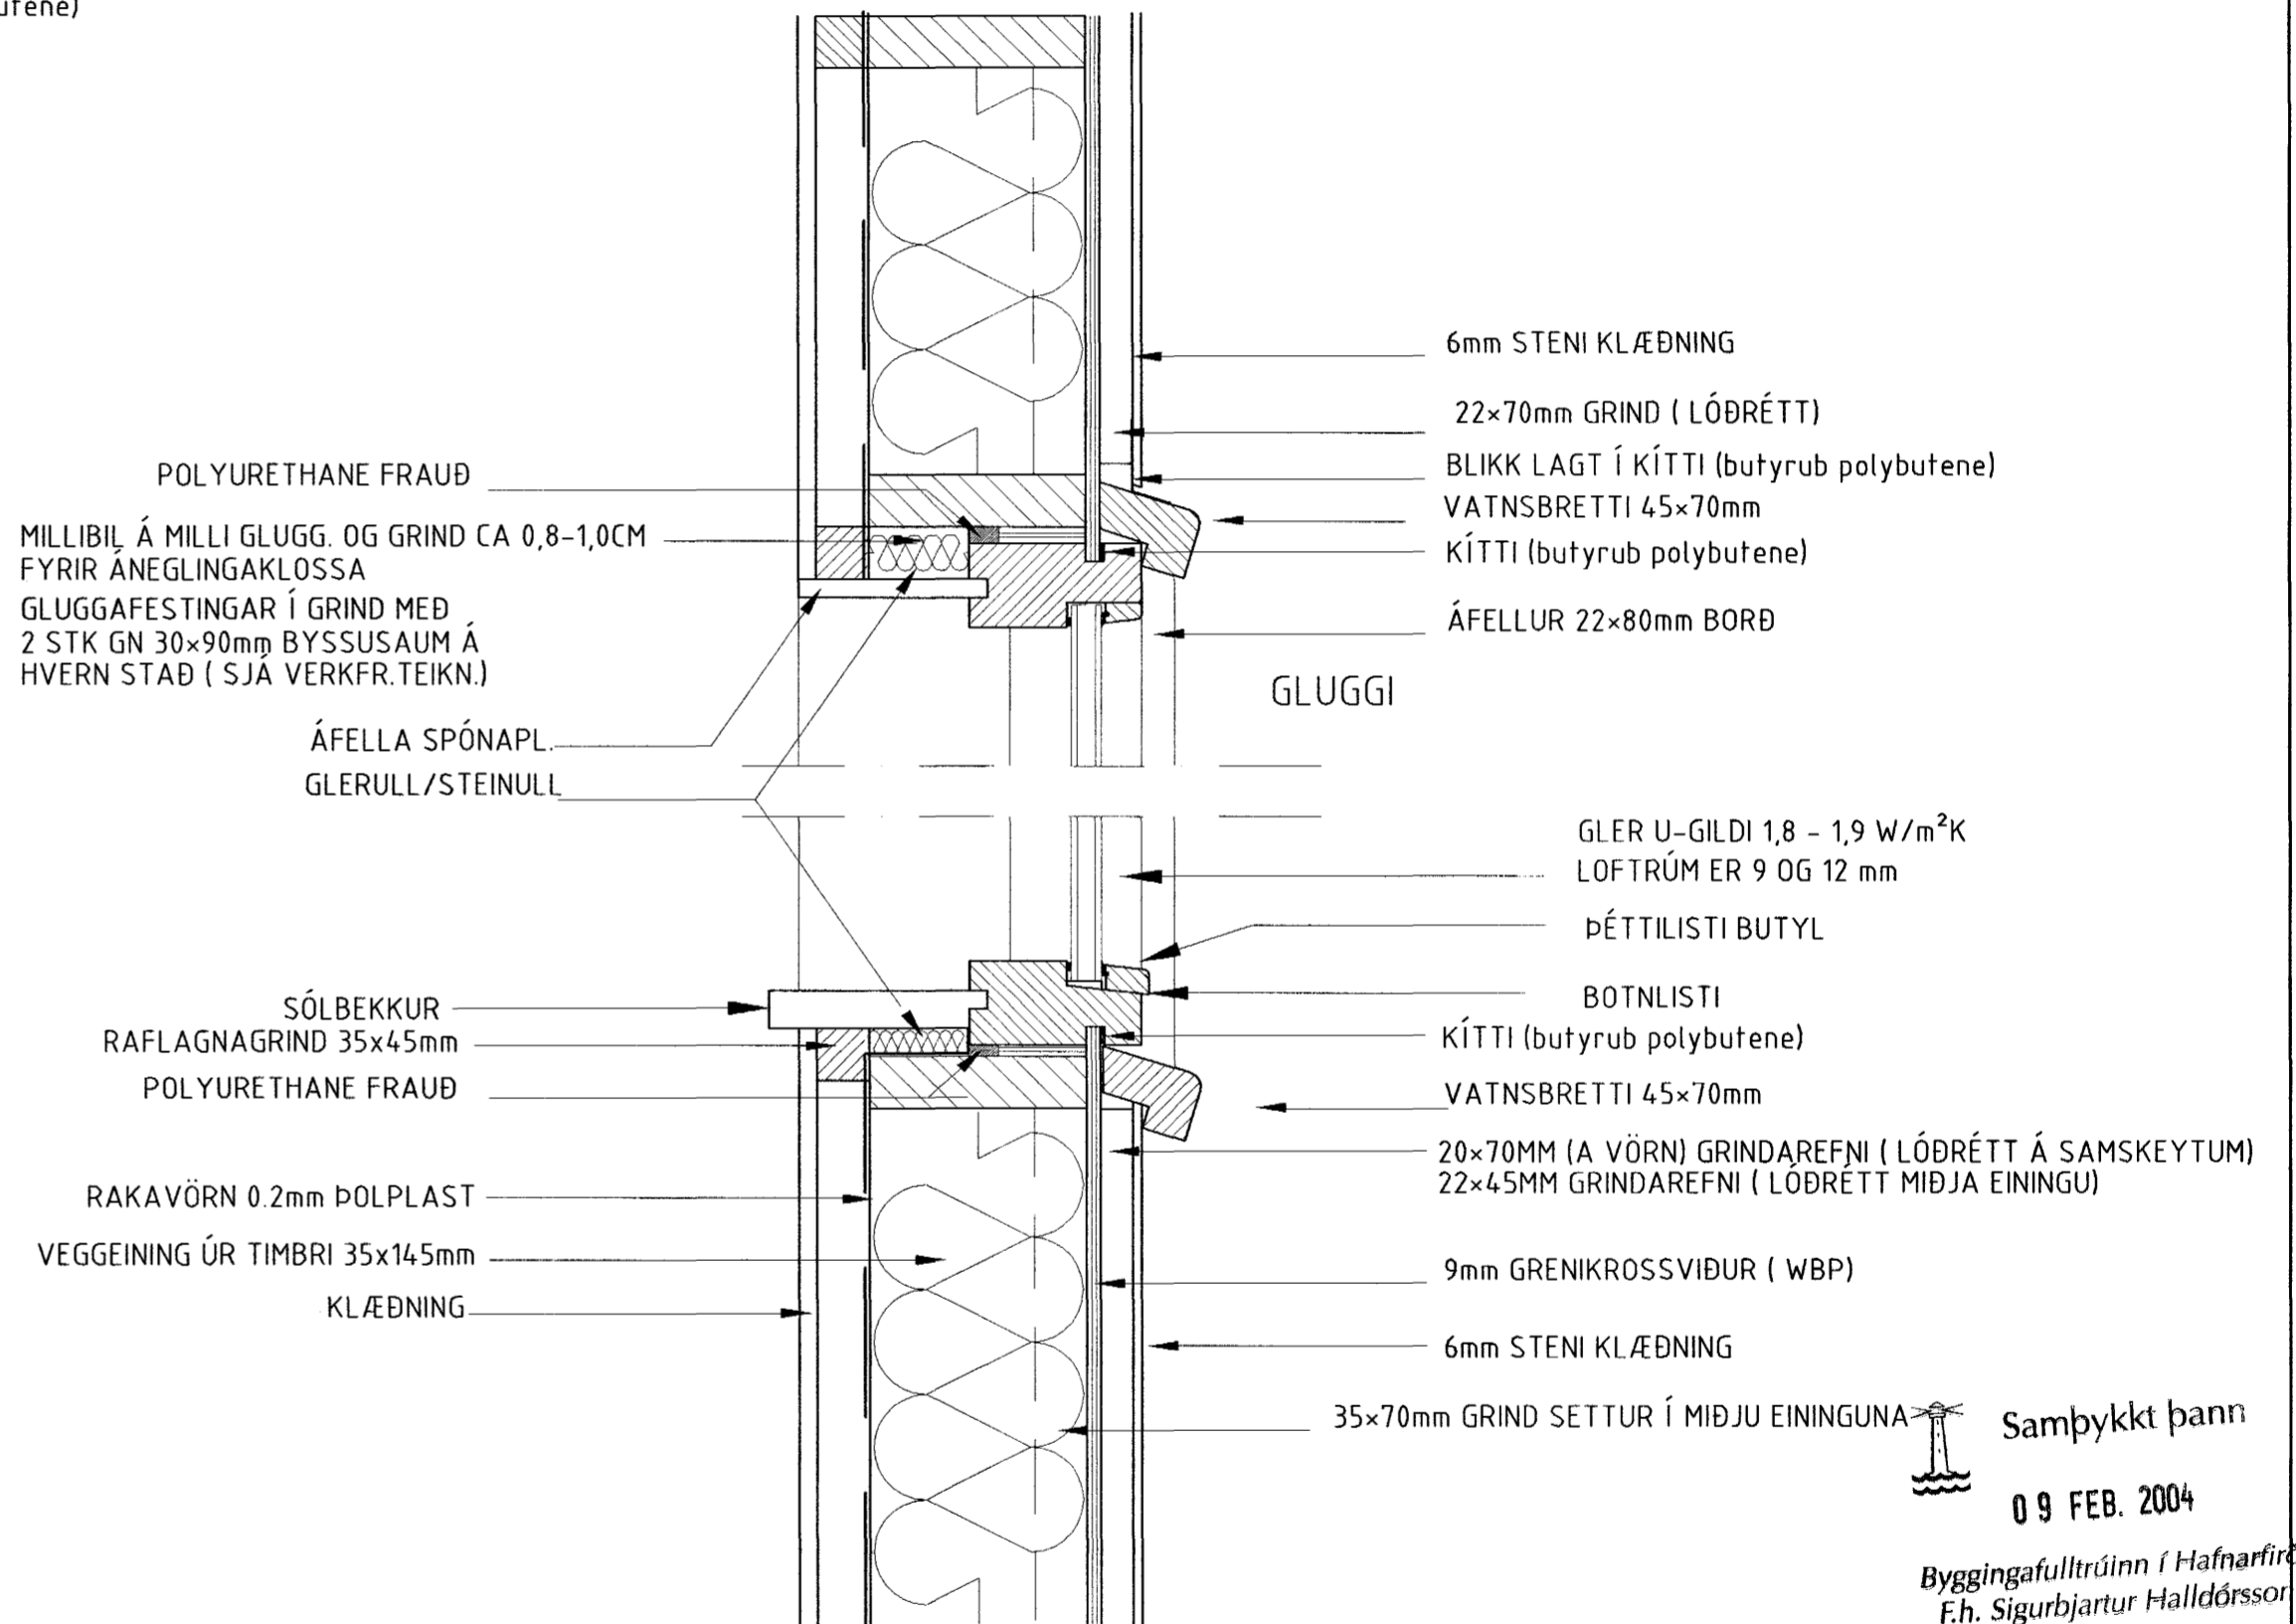 POLYURETHANE FRAUÐ
MILLIBIL Á MILLI GLUGG. OG GRIND CA 0,8-1,0CM
FYRIR ÁNEGLINGAKLOSSA
GLUGGAFESTINGAR Í GRIND MEÐ
2 STK GN 30×90mm BYSSUSAUM Á
HVERN STAÐ ( SJÁ VERKFR.TEIKN.)
ÁFELLA SPÓNAPL.
GLERULL/STEINULL
SÓLBEKKUR
RAFLAGNAGRIND 35x45mm
POLYURETHANE FRAUÐ
RAKAVÖRN 0.2mm ÞOLPLAST
VEGGEINING ÚR TIMBRI 35x145mm
KLÆÐNING
6mm STENI KLÆÐNING
22×70mm GRIND ( LÓÐRÉTT)
BLIKK LAGT Í KÍTTI (butyrub polybutene)
VATNSBRETTI 45×70mm
KÍTTI (butyrub polybutene)
ÁFELLUR 22×80mm BORÐ
GLUGGI
GLER U-GILDI 1,8 - 1,9 W/m²K
LOFTRÚM ER 9 OG 12 mm
ÞÉTTILISTI BUTYL
BOTNLISTI
KÍTTI (butyrub polybutene)
VATNSBRETTI 45×70mm
20×70MM (A VÖRN) GRINDAREFNI ( LÓÐRÉTT Á SAMSKEYTUM)
22×45MM GRINDAREFNI ( LÓÐRÉTT MIÐJA EININGU)
9mm GRENIKROSSVIÐUR ( WBP)
6mm STENI KLÆÐNING
35×70mm GRIND SETTUR Í MIÐJU EININGUNA
Samþykkt þann
09 FEB. 2004
Byggingafulltrúinn í
F.h. Sigurbjartur